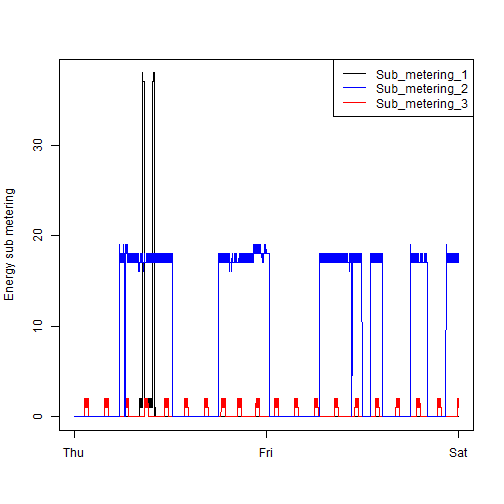 Sub_metering_1
Sub_metering_2
Sub_metering_3
Energy sub metering
30
20
10
0
Thu
Fri
Sat